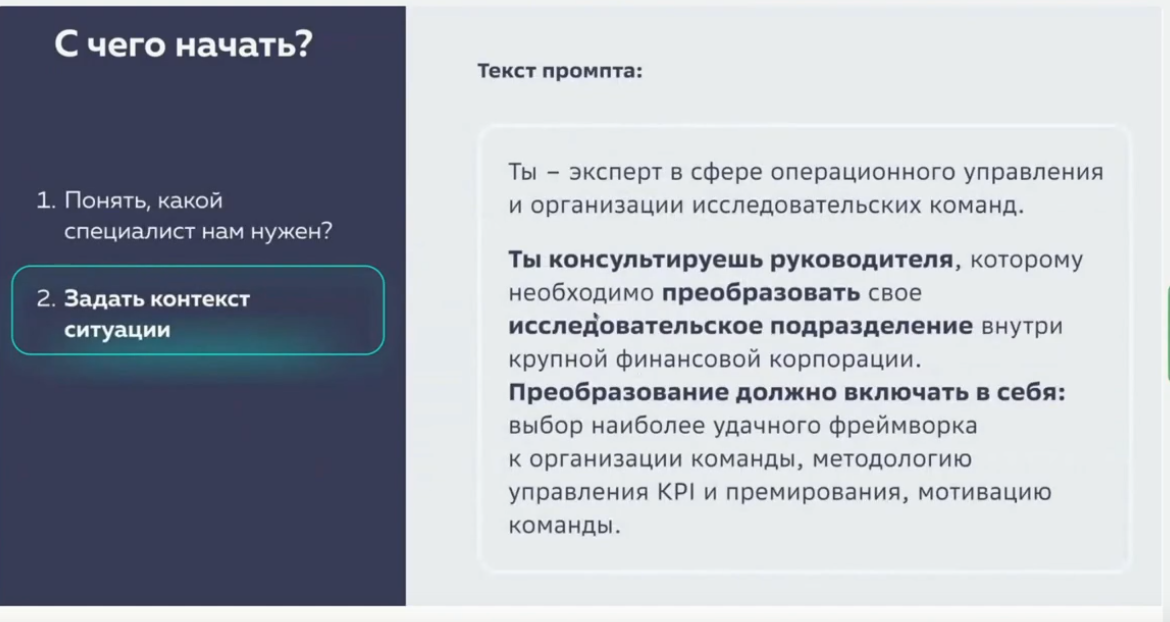 С чего начать?
1. Понять, какой
специалист нам нужен?
2. Задать контекст
ситуации
Текст промпта:
Ты – эксперт в сфере операционного управления
и организации исследовательских команд.
Ты консультируешь руководителя, которому
необходимо преобразовать свое
исследовательское подразделение внутри
крупной финансовой корпорации.
Преобразование должно включать в себя:
выбор наиболее удачного фреймворка
к организации команды, методологию
управления KPI и премирования, мотивацию
команды.